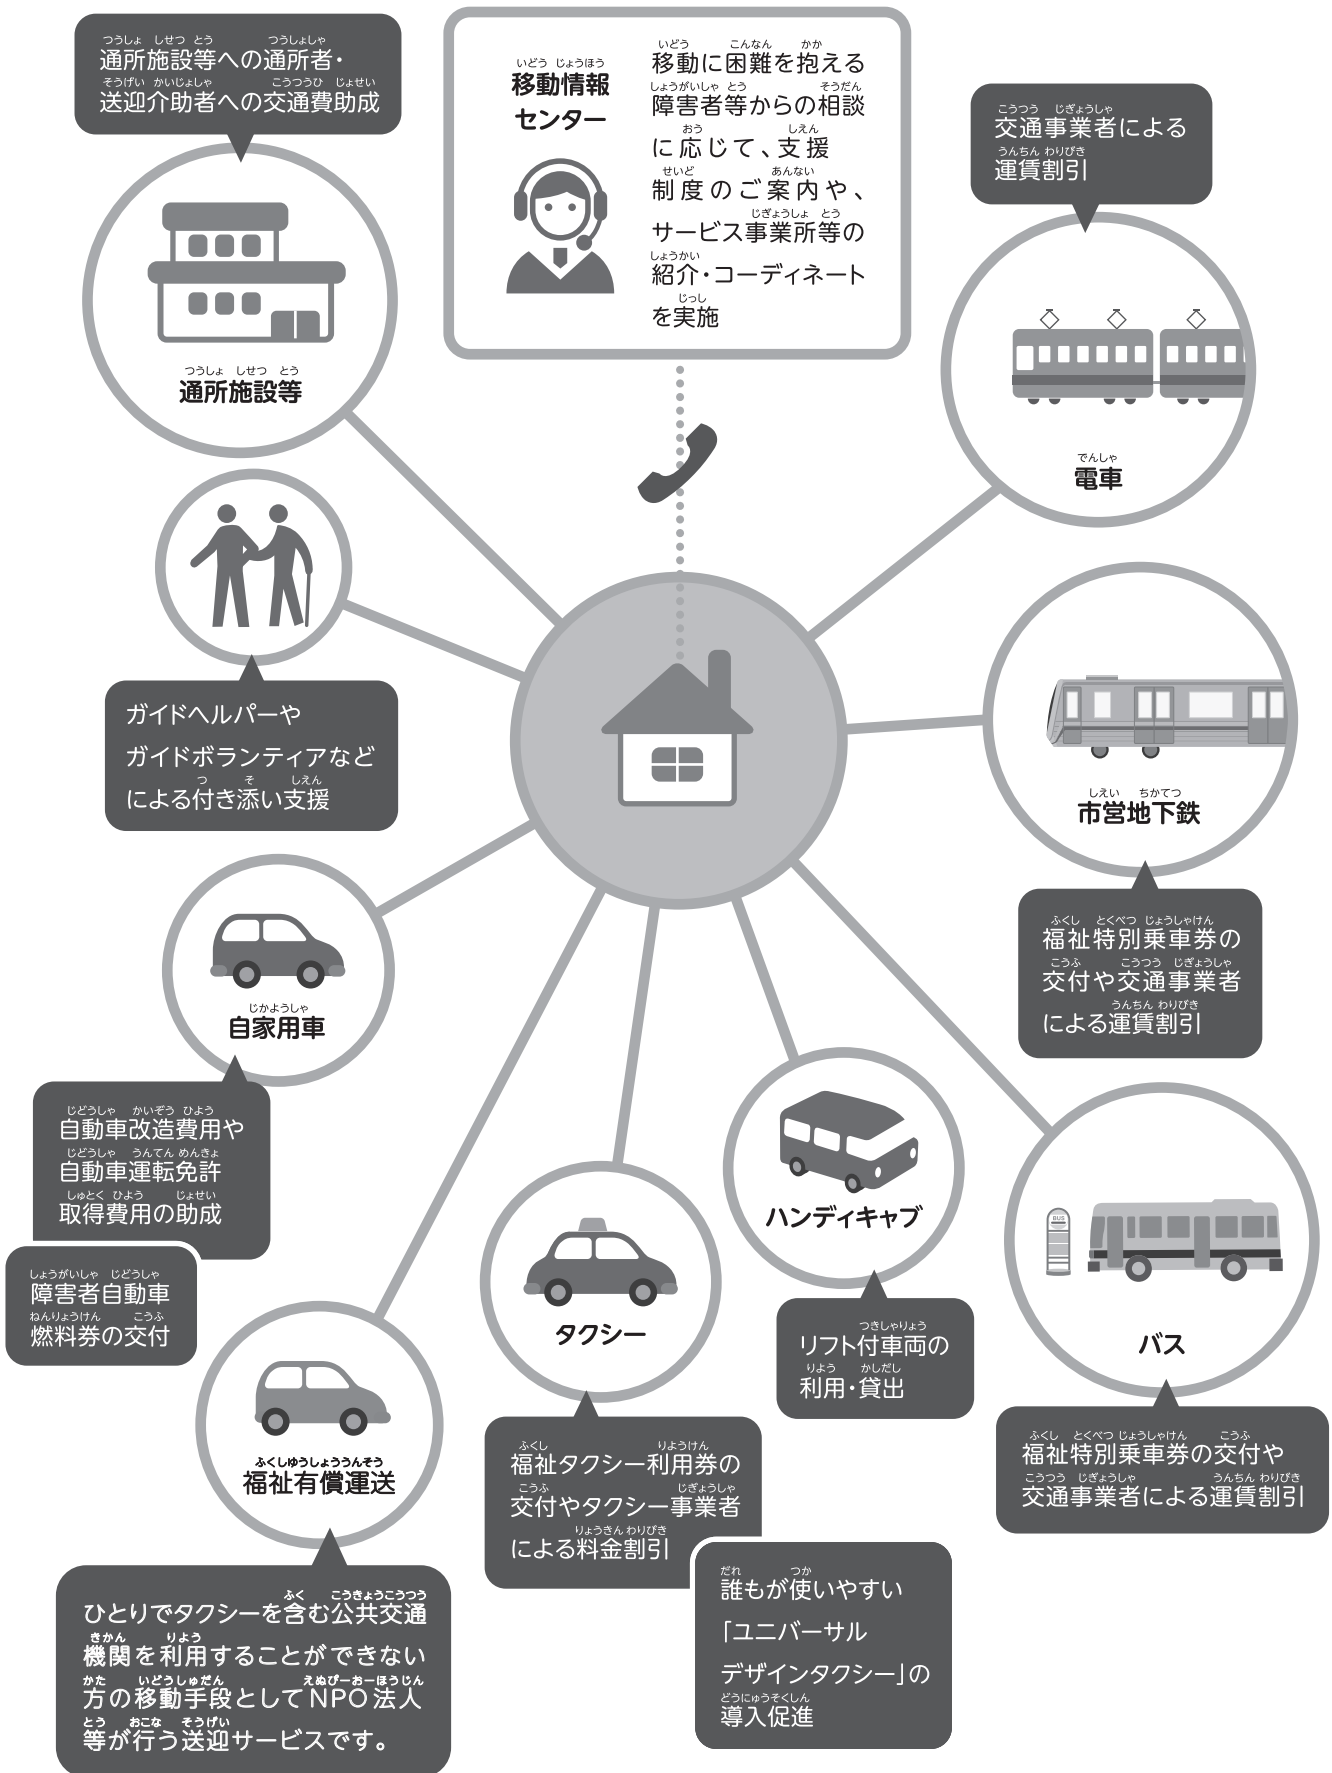 通所施設等への通所者・
送迎介助者への交通費助成
通所施設等
移動情報
センター
移動に困難を抱える
障害者等からの相談
に応じて、支援
制度のご案内や、
サービス事業所等の
紹介・コーディネート
を実施
交通事業者による
運賃割引
電車
ガイドヘルパーや
ガイドボランティアなど
による付き添い支援
市営地下鉄
福祉特別乗車券の
交付や交通事業者
による運賃割引
自家用車
自動車改造費用や
自動車運転免許
取得費用の助成
障害者自動車
燃料券の交付
福祉有償運送
ひとりでタクシーを含む公共交通
機関を利用することができない
方の移動手段としてNPO法人
等が行う送迎サービスです。
タクシー
福祉タクシー利用券の
交付やタクシー事業者
による料金割引
誰もが使いやすい
「ユニバーサル
デザインタクシー」の
導入促進
ハンディキャブ
リフト付車両の
利用・貸出
BUS
バス
福祉特別乗車券の交付や
交通事業者による運賃割引